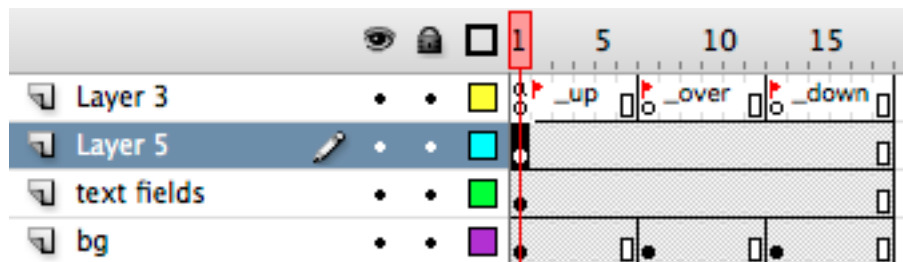 1 5 10 15
Layer 3 _up _over _down
Layer 5
text fields
bg